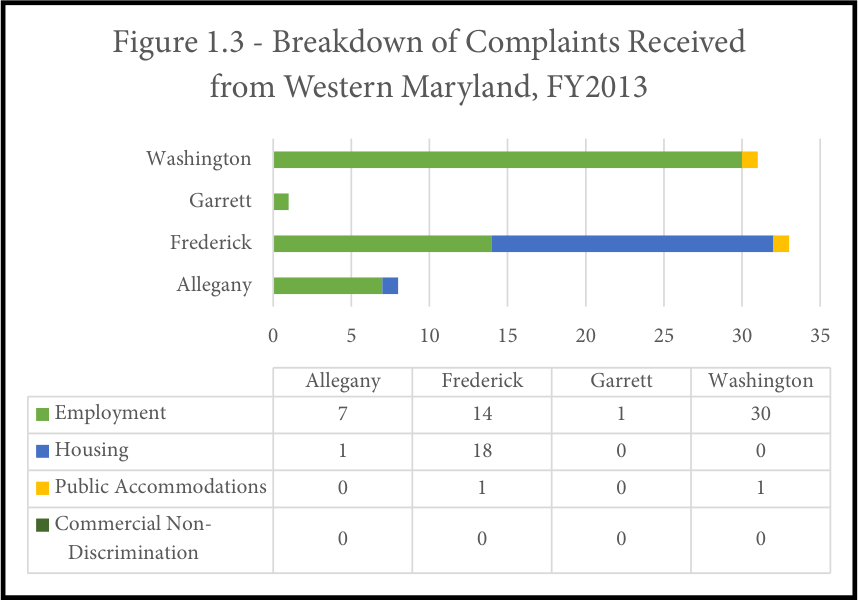 Figure 1.3 - Breakdown of Complaints Received
from Western Maryland, FY2013
Washington
Garrett
Frederick
Allegany
0 5 10 15 20 25 30 35
Allegany Frederick Garrett Washington
Employment 7 14 1 30
Housing 1 18 0 0
Public Accommodations 0 1 0 1
Commercial Non-
Discrimination 0 0 0 0